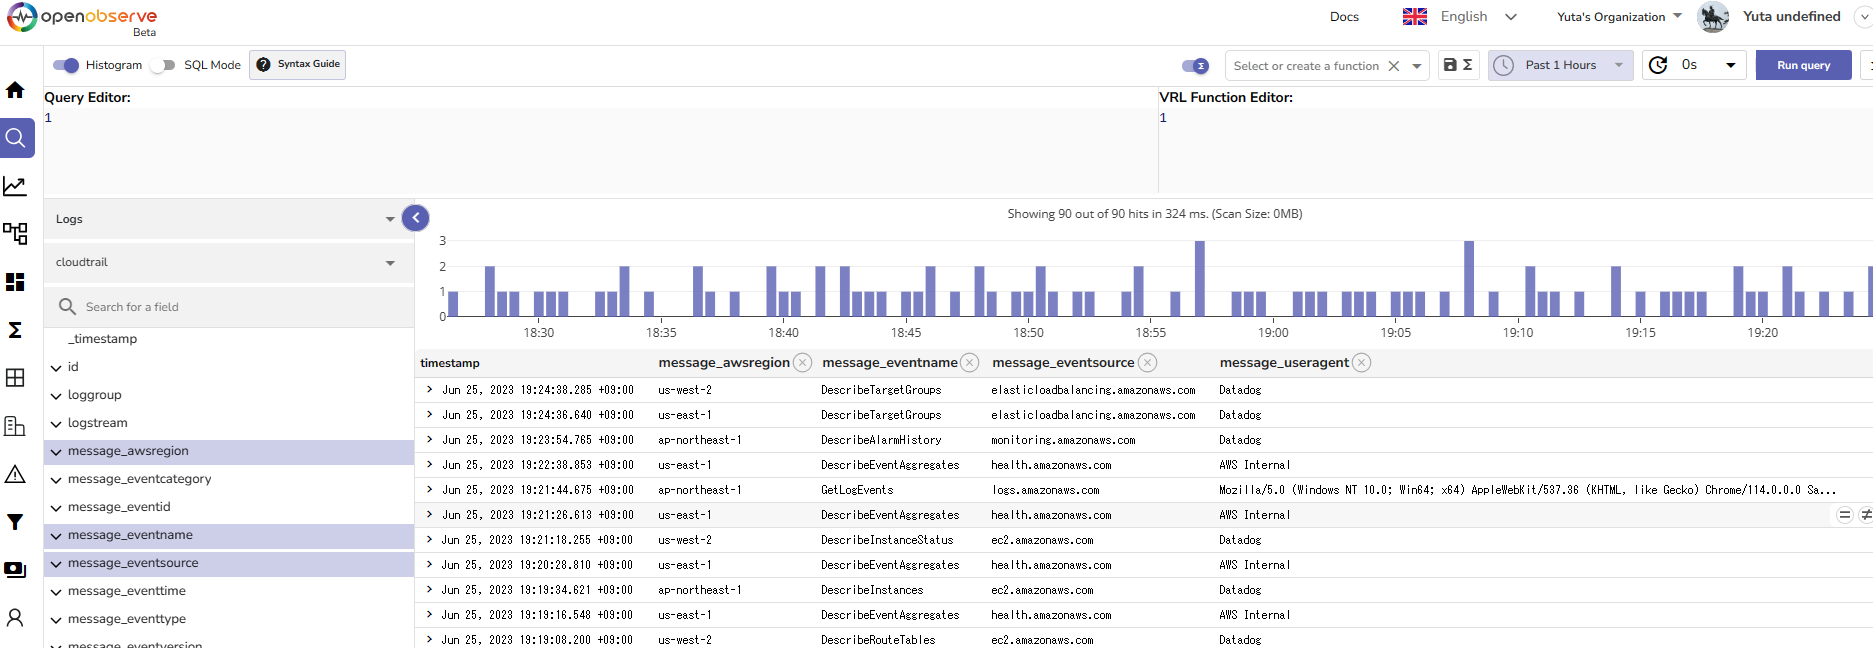 openobserve
Beta
Docs
English
Yuta's Organization
Yuta undefined
Histogram
SQL Mode
? Syntax Guide
Σ
Select or create a function
Σ
Past 1 Hours
0s
Run query
Query Editor:
1
VRL Function Editor:
1
Logs
cloudtrail
Search for a field
_timestamp
id
loggroup
logstream
message_awsregion
message_eventcategory
message_eventid
message_eventname
message_eventsource
message_eventtime
message_eventtype
message_eventversion
Showing 90 out of 90 hits in 324 ms. (Scan Size: 0MB)
3
2
1
0
18:30 18:35 18:40 18:45 18:50 18:55 19:00 19:05 19:10 19:15 19:20
timestamp message_awsregion message_eventname message_eventsource message_useragent
Jun 25, 2023 19:24:38.285 +09:00 us-west-2 DescribeTargetGroups elasticloadbalancing.amazonaws.com Datadog
Jun 25, 2023 19:24:36.640 +09:00 us-east-1 DescribeTargetGroups elasticloadbalancing.amazonaws.com Datadog
Jun 25, 2023 19:23:54.765 +09:00 ap-northeast-1 DescribeAlarmHistory monitoring.amazonaws.com Datadog
Jun 25, 2023 19:22:38.853 +09:00 us-east-1 DescribeEventAggregates health.amazonaws.com AWS Internal
Jun 25, 2023 19:21:44.675 +09:00 ap-northeast-1 GetLogEvents logs.amazonaws.com Mozilla/5.0 (Windows NT 10.0; Win64; x64) AppleWebKit/537.36 (KHTML, like Gecko) Chrome/114.0.0.0 Sa...
Jun 25, 2023 19:21:26.613 +09:00 us-east-1 DescribeEventAggregates health.amazonaws.com AWS Internal
Jun 25, 2023 19:21:18.255 +09:00 us-west-2 DescribeInstanceStatus ec2.amazonaws.com Datadog
Jun 25, 2023 19:20:28.810 +09:00 us-east-1 DescribeEventAggregates health.amazonaws.com AWS Internal
Jun 25, 2023 19:19:34.621 +09:00 ap-northeast-1 DescribeInstances ec2.amazonaws.com Datadog
Jun 25, 2023 19:19:16.548 +09:00 us-east-1 DescribeEventAggregates health.amazonaws.com AWS Internal
Jun 25, 2023 19:19:08.200 +09:00 us-west-2 DescribeRouteTables ec2.amazonaws.com Datadog